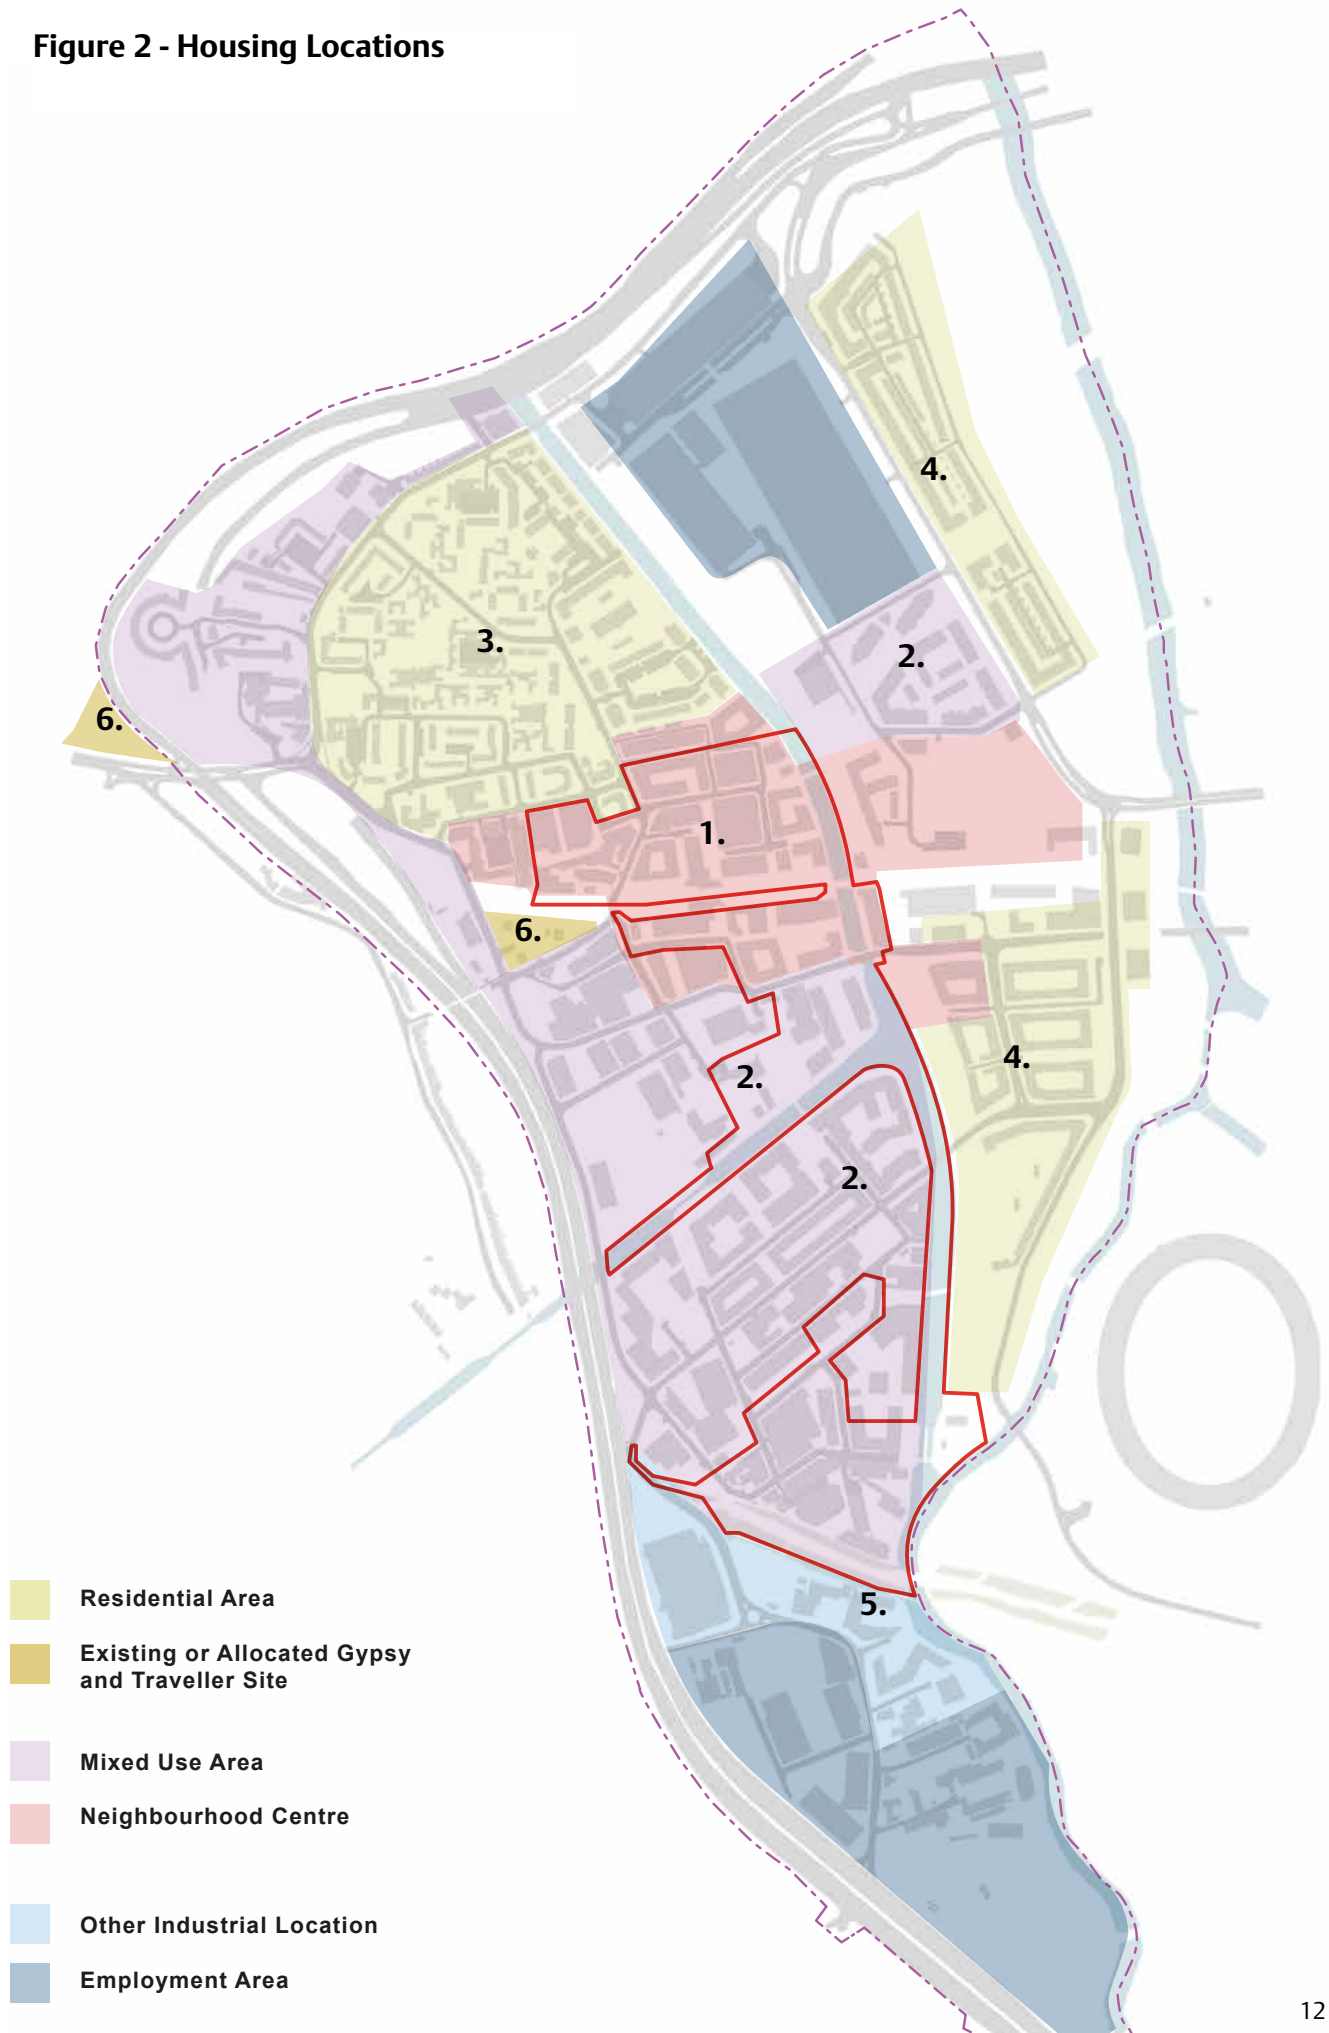 Figure 2 - Housing Locations
4.
3.
2.
6.
1.
6.
4.
2.
2.
5.
Residential Area
Existing or Allocated Gypsy
and Traveller Site
Mixed Use Area
Neighbourhood Centre
Other Industrial Location
Employment Area
12